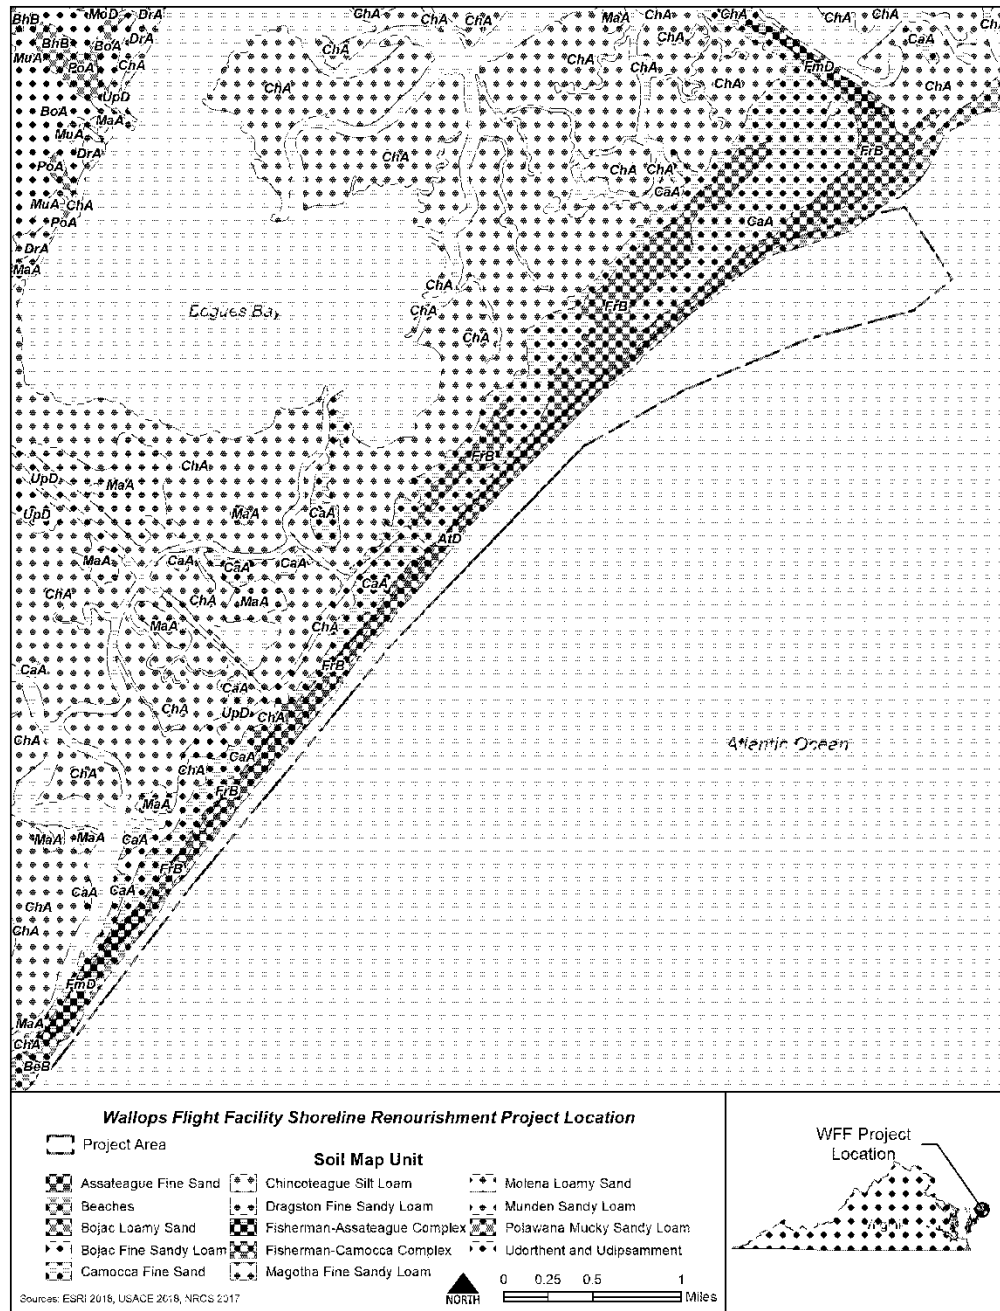 BhB MoD DrA ChA ChA ChA MaA ChA ChA ChA ChA ChA
BhB BoA DrA ChA ChA CaA
MuA PoA ChA FmD
UpD ChA ChA ChA ChA
BoA MaA
MuA
DrA ChA FrB
PoA ChA ChA
CaA
MuA ChA
PoA CaA
DrA
MaA ChA
ChA FrB
ChA
FrB
ChA
UpD MaA
UpD MaA CaA
AtD
MaA CaA CaA CaA
CaA
ChA ChA MaA
MaA ChA
FrB
CaA CaA
ChA UpD ChA
ChA
CaA
ChA ChA
FrB
MaA
MaA MaA CaA
FrB
CaA CaA
ChA
ChA
FmD
MaA
ChA
BeB
Atlantic Ocean
Wallops Flight Facility Shoreline Renourishment Project Location
Project Area
Soil Map Unit
Assateague Fine Sand
Beaches
Bojac Loamy Sand
Bojac Fine Sandy Loam
Camocca Fine Sand
Chincoteague Silt Loam
Dragston Fine Sandy Loam
Fisherman-Assateague Complex
Fisherman-Camocca Complex
Magotha Fine Sandy Loam
Molena Loamy Sand
Munden Sandy Loam
Polawana Mucky Sandy Loam
Udorthent and Udipsamment
Sources: ESRI 2018, USACE 2018, NRCS 2017
NORTH
0 0.25 0.5 1
Miles
WFF Project
Location